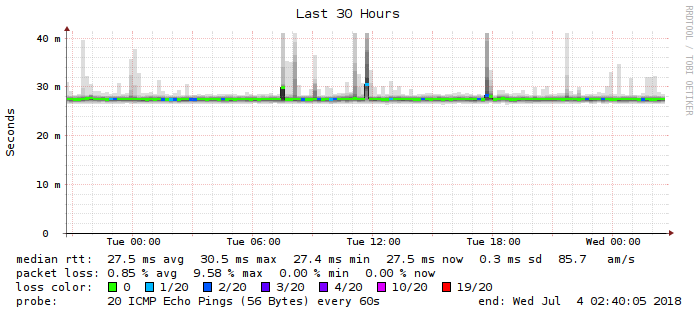 Last 30 Hours
RRDTOOL / TOBI OETIKER
Seconds
40 m
30 m
20 m
10 m
0
Tue 00:00 Tue 06:00 Tue 12:00 Tue 18:00 Wed 00:00
median rtt: 27.5 ms avg 30.5 ms max 27.4 ms min 27.5 ms now 0.3 ms sd 85.7 am/s
packet loss: 0.85 % avg 9.58 % max 0.00 % min 0.00 % now
loss color: 0 1/20 2/20 3/20 4/20 10/20 19/20
probe: 20 ICMP Echo Pings (56 Bytes) every 60s end: Wed Jul 4 02:40:05 2018